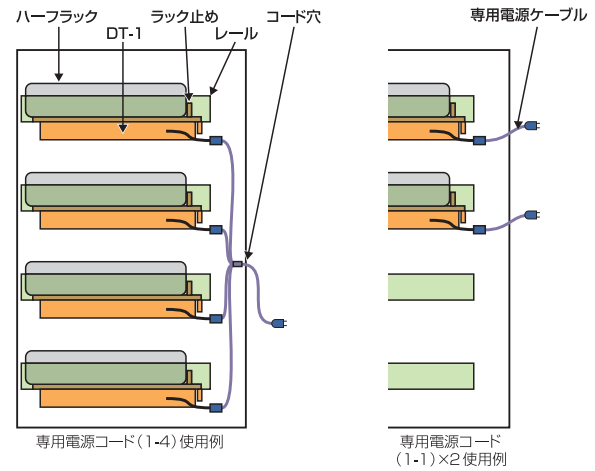 ハーフラック
DT-1
ラック止め
レール
コード穴
専用電源ケーブル
専用電源コード(1-4)使用例
専用電源コード
(1-1)×2使用例